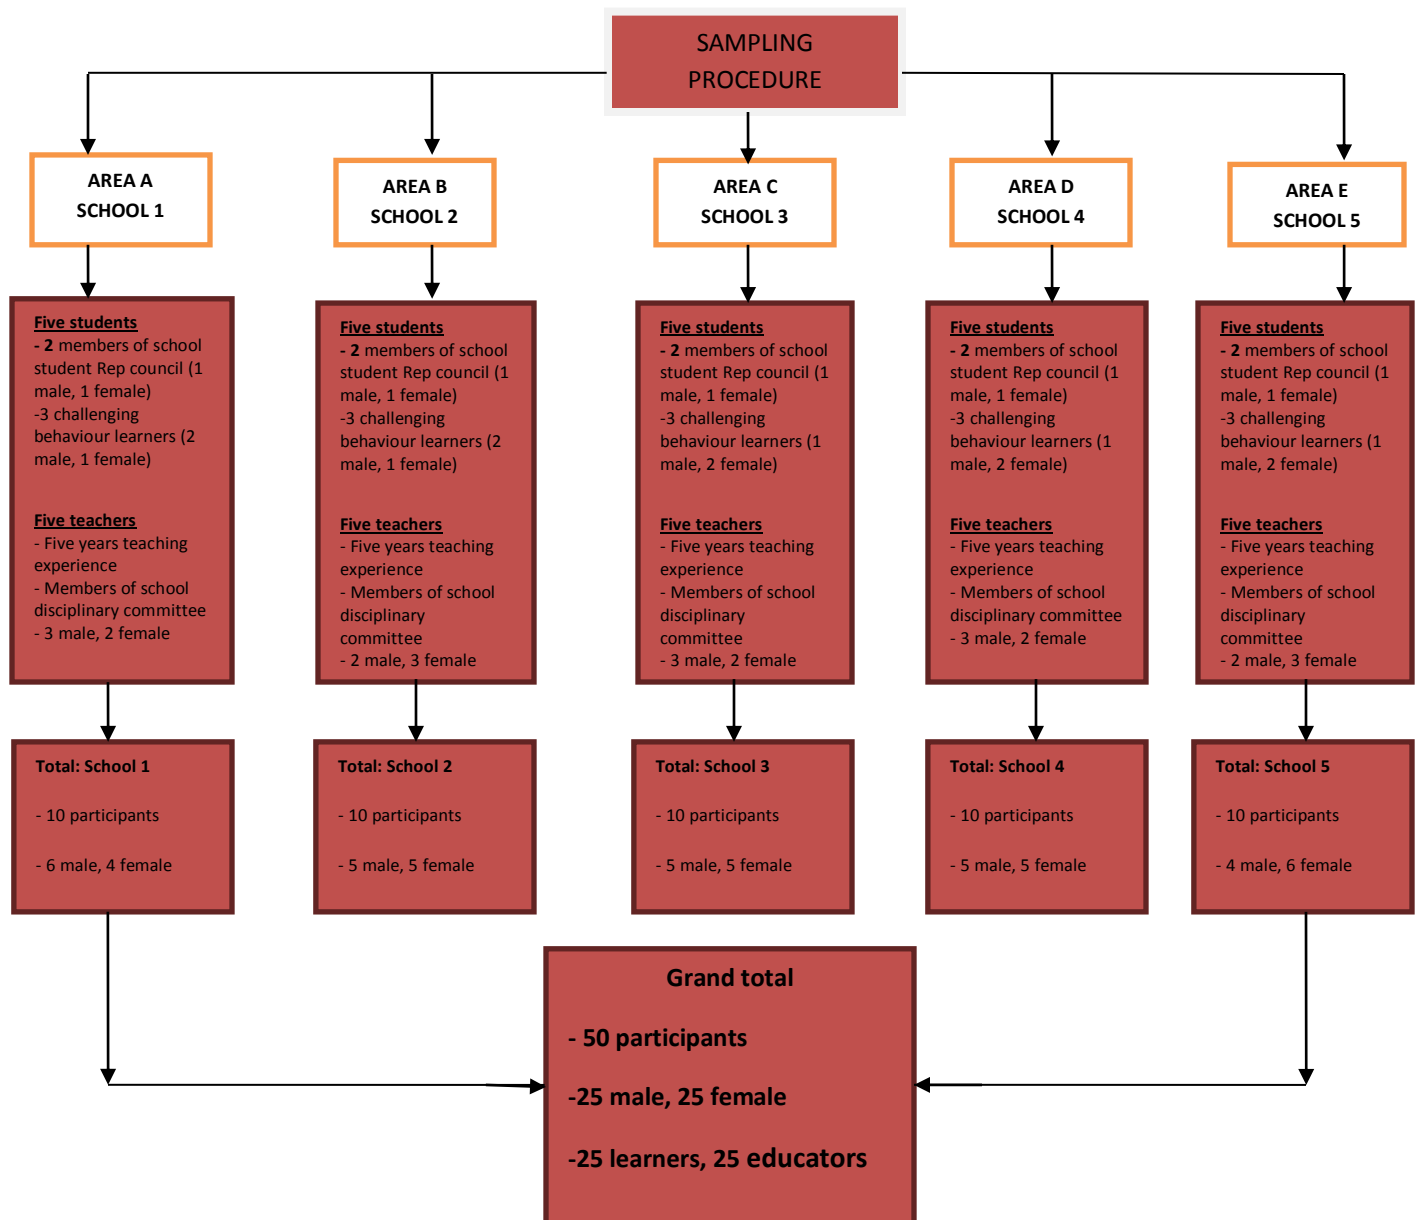 SAMPLING
PROCEDURE
AREA A
SCHOOL 1
AREA B
SCHOOL 2
AREA C
SCHOOL 3
AREA D
SCHOOL 4
AREA E
SCHOOL 5
Five students
- 2 members of school
student Rep council (1
male, 1 female)
-3 challenging
behaviour learners (2
male, 1 female)
Five teachers
- Five years teaching
experience
- Members of school
disciplinary committee
- 3 male, 2 female
Five students
- 2 members of school
student Rep council (1
male, 1 female)
-3 challenging
behaviour learners (2
male, 1 female)
Five teachers
- Five years teaching
experience
- Members of school
disciplinary
committee
- 2 male, 3 female
Five students
- 2 members of school
student Rep council (1
male, 1 female)
-3 challenging
behaviour learners (1
male, 2 female)
Five teachers
- Five years teaching
experience
- Members of school
disciplinary
committee
- 3 male, 2 female
Five students
- 2 members of school
student Rep council (1
male, 1 female)
-3 challenging
behaviour learners (1
male, 2 female)
Five teachers
- Five years teaching
experience
- Members of school
disciplinary committee
- 3 male, 2 female
Five students
- 2 members of school
student Rep council (1
male, 1 female)
-3 challenging
behaviour learners (1
male, 2 female)
Five teachers
- Five years teaching
experience
- Members of school
disciplinary
committee
- 2 male, 3 female
Total: School 1
- 10 participants
- 6 male, 4 female
Total: School 2
- 10 participants
- 5 male, 5 female
Total: School 3
- 10 participants
- 5 male, 5 female
Total: School 4
- 10 participants
- 5 male, 5 female
Total: School 5
- 10 participants
- 4 male, 6 female
Grand total
- 50 participants
-25 male, 25 female
-25 learners, 25 educators